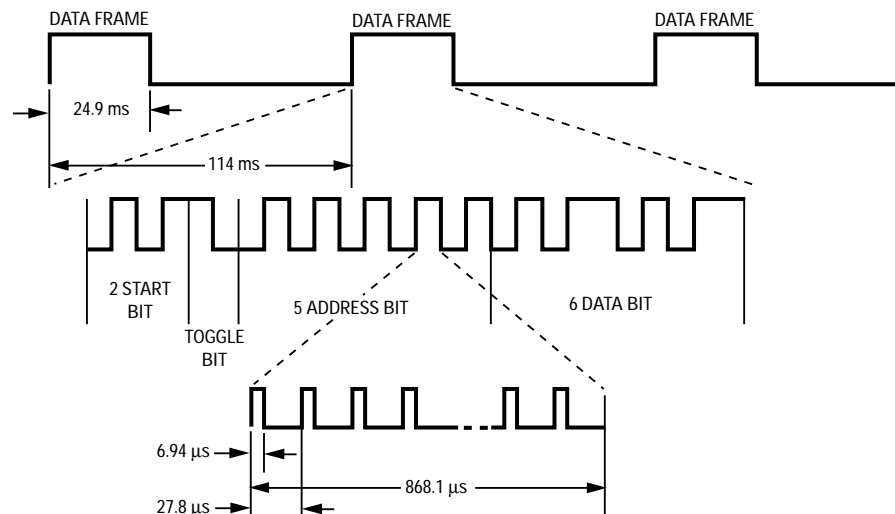 DATA FRAME
DATA FRAME
DATA FRAME
24.9 ms
114 ms
2 START
BIT
TOGGLE
BIT
5 ADDRESS BIT
6 DATA BIT
6.94 μs
868.1 μs
27.8 μs